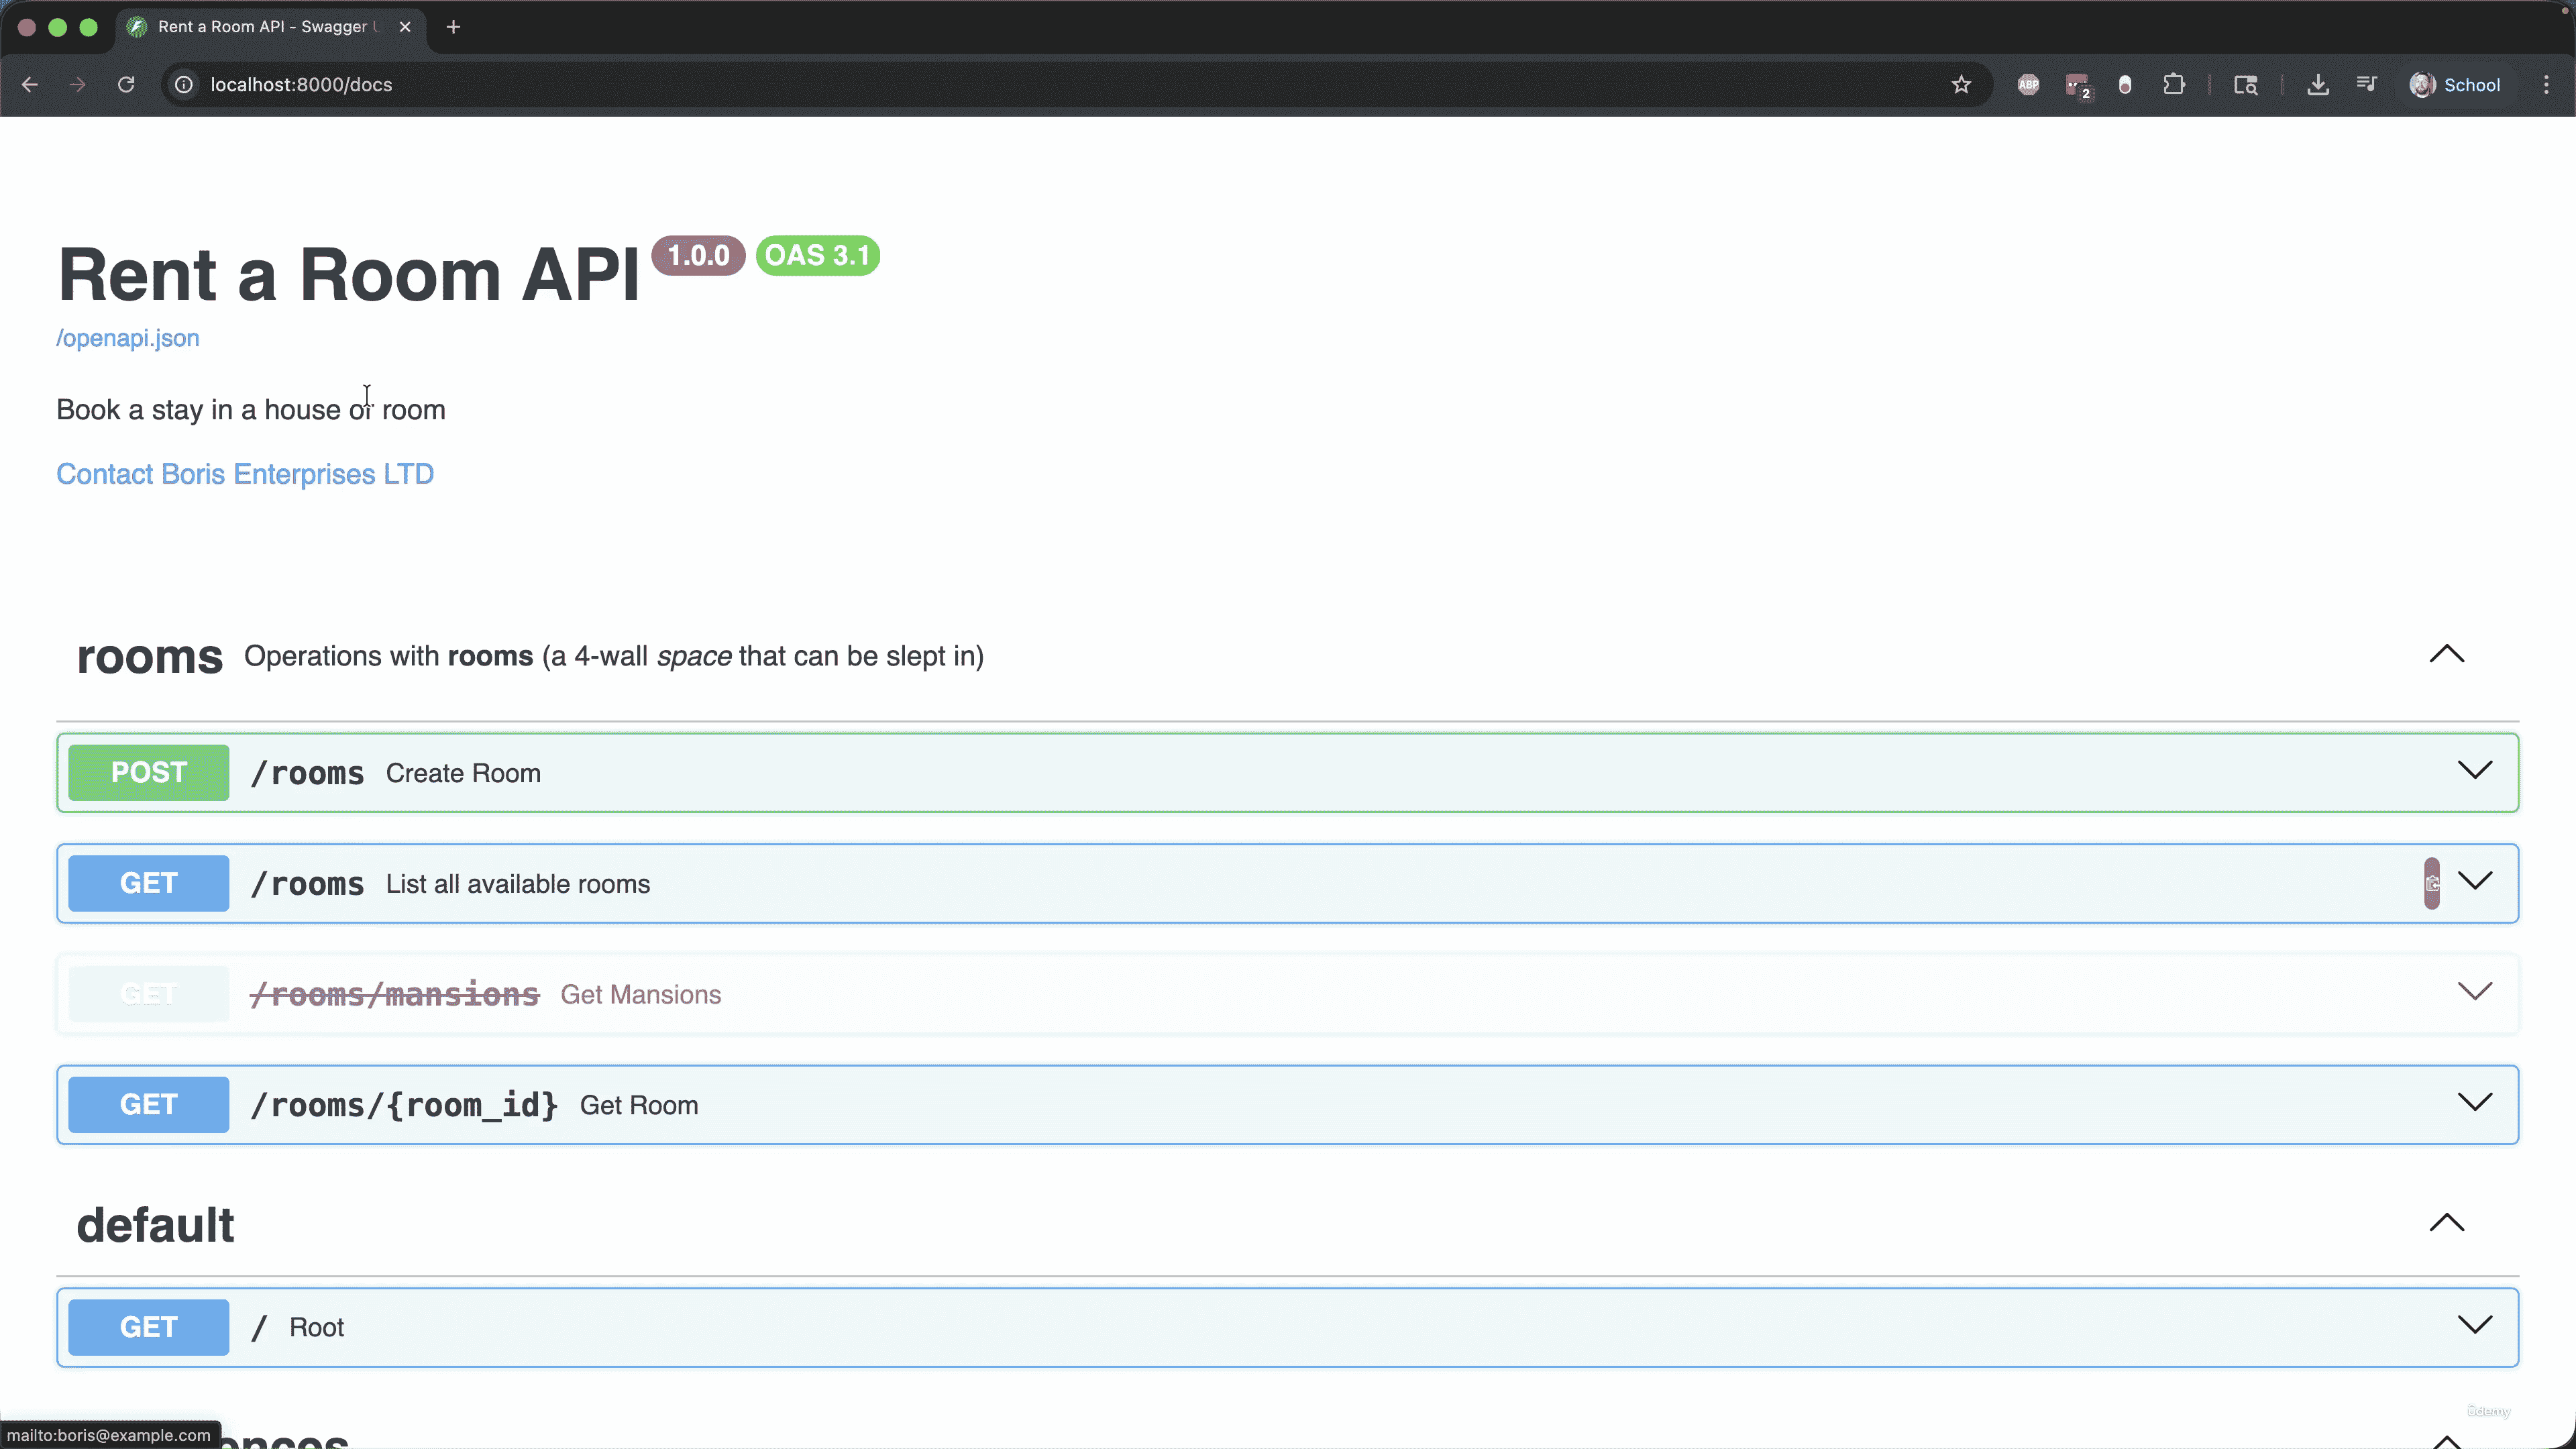 Rent a Room API - Swagger U
localhost:8000/docs
ABP
2
School
Rent a Room API 1.0.0 OAS 3.1
/openapi.json
Book a stay in a house or room
Contact Boris Enterprises LTD
rooms Operations with rooms (a 4-wall space that can be slept in)
POST /rooms Create Room
GET /rooms List all available rooms
GET /rooms/mansions Get Mansions
GET /rooms/{room_id} Get Room
default
GET / Root
ûdemy
mailto:boris@example.com